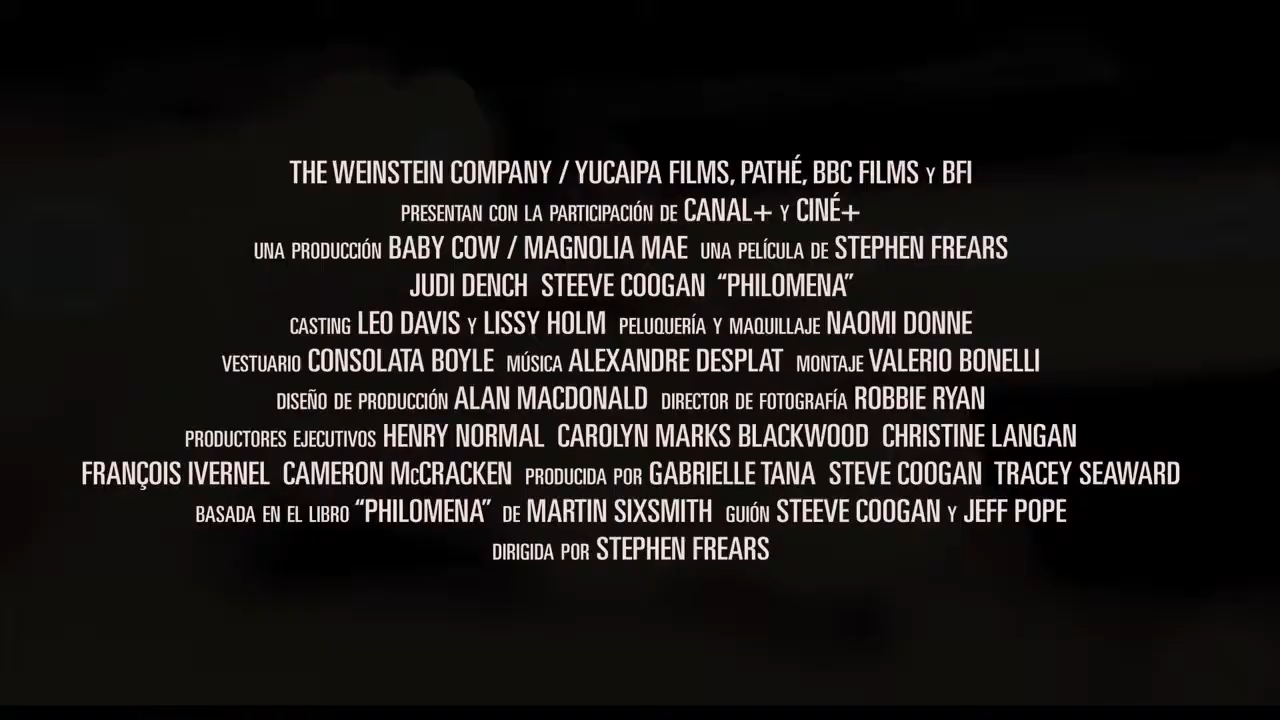 THE WEINSTEIN COMPANY / YUCAIPA FILMS, PATHÉ, BBC FILMS Y BFI
PRESENTAN CON LA PARTICIPACIÓN DE CANAL+ Y CINÉ+
UNA PRODUCCIÓN BABY COW / MAGNOLIA MAE UNA PELÍCULA DE STEPHEN FREARS
JUDI DENCH STEEVE COOGAN “PHILOMENA”
CASTING LEO DAVIS Y LISSY HOLM PELUQUERÍA Y MAQUILLAJE NAOMI DONNE
VESTUARIO CONSOLATA BOYLE MÚSICA ALEXANDRE DESPLAT MONTAJE VALERIO BONELLI
DISEÑO DE PRODUCCIÓN ALAN MACDONALD DIRECTOR DE FOTOGRAFÍA ROBBIE RYAN
PRODUCTORES EJECUTIVOS HENRY NORMAL CAROLYN MARKS BLACKWOOD CHRISTINE LANGAN
FRANÇOIS IVERNEL CAMERON McCRACKEN PRODUCIDA POR GABRIELLE TANA STEVE COOGAN TRACEY SEAWARD
BASADA EN EL LIBRO “PHILOMENA” DE MARTIN SIXSMITH GUIÓN STEEVE COOGAN Y JEFF POPE
DIRIGIDA POR STEPHEN FREARS